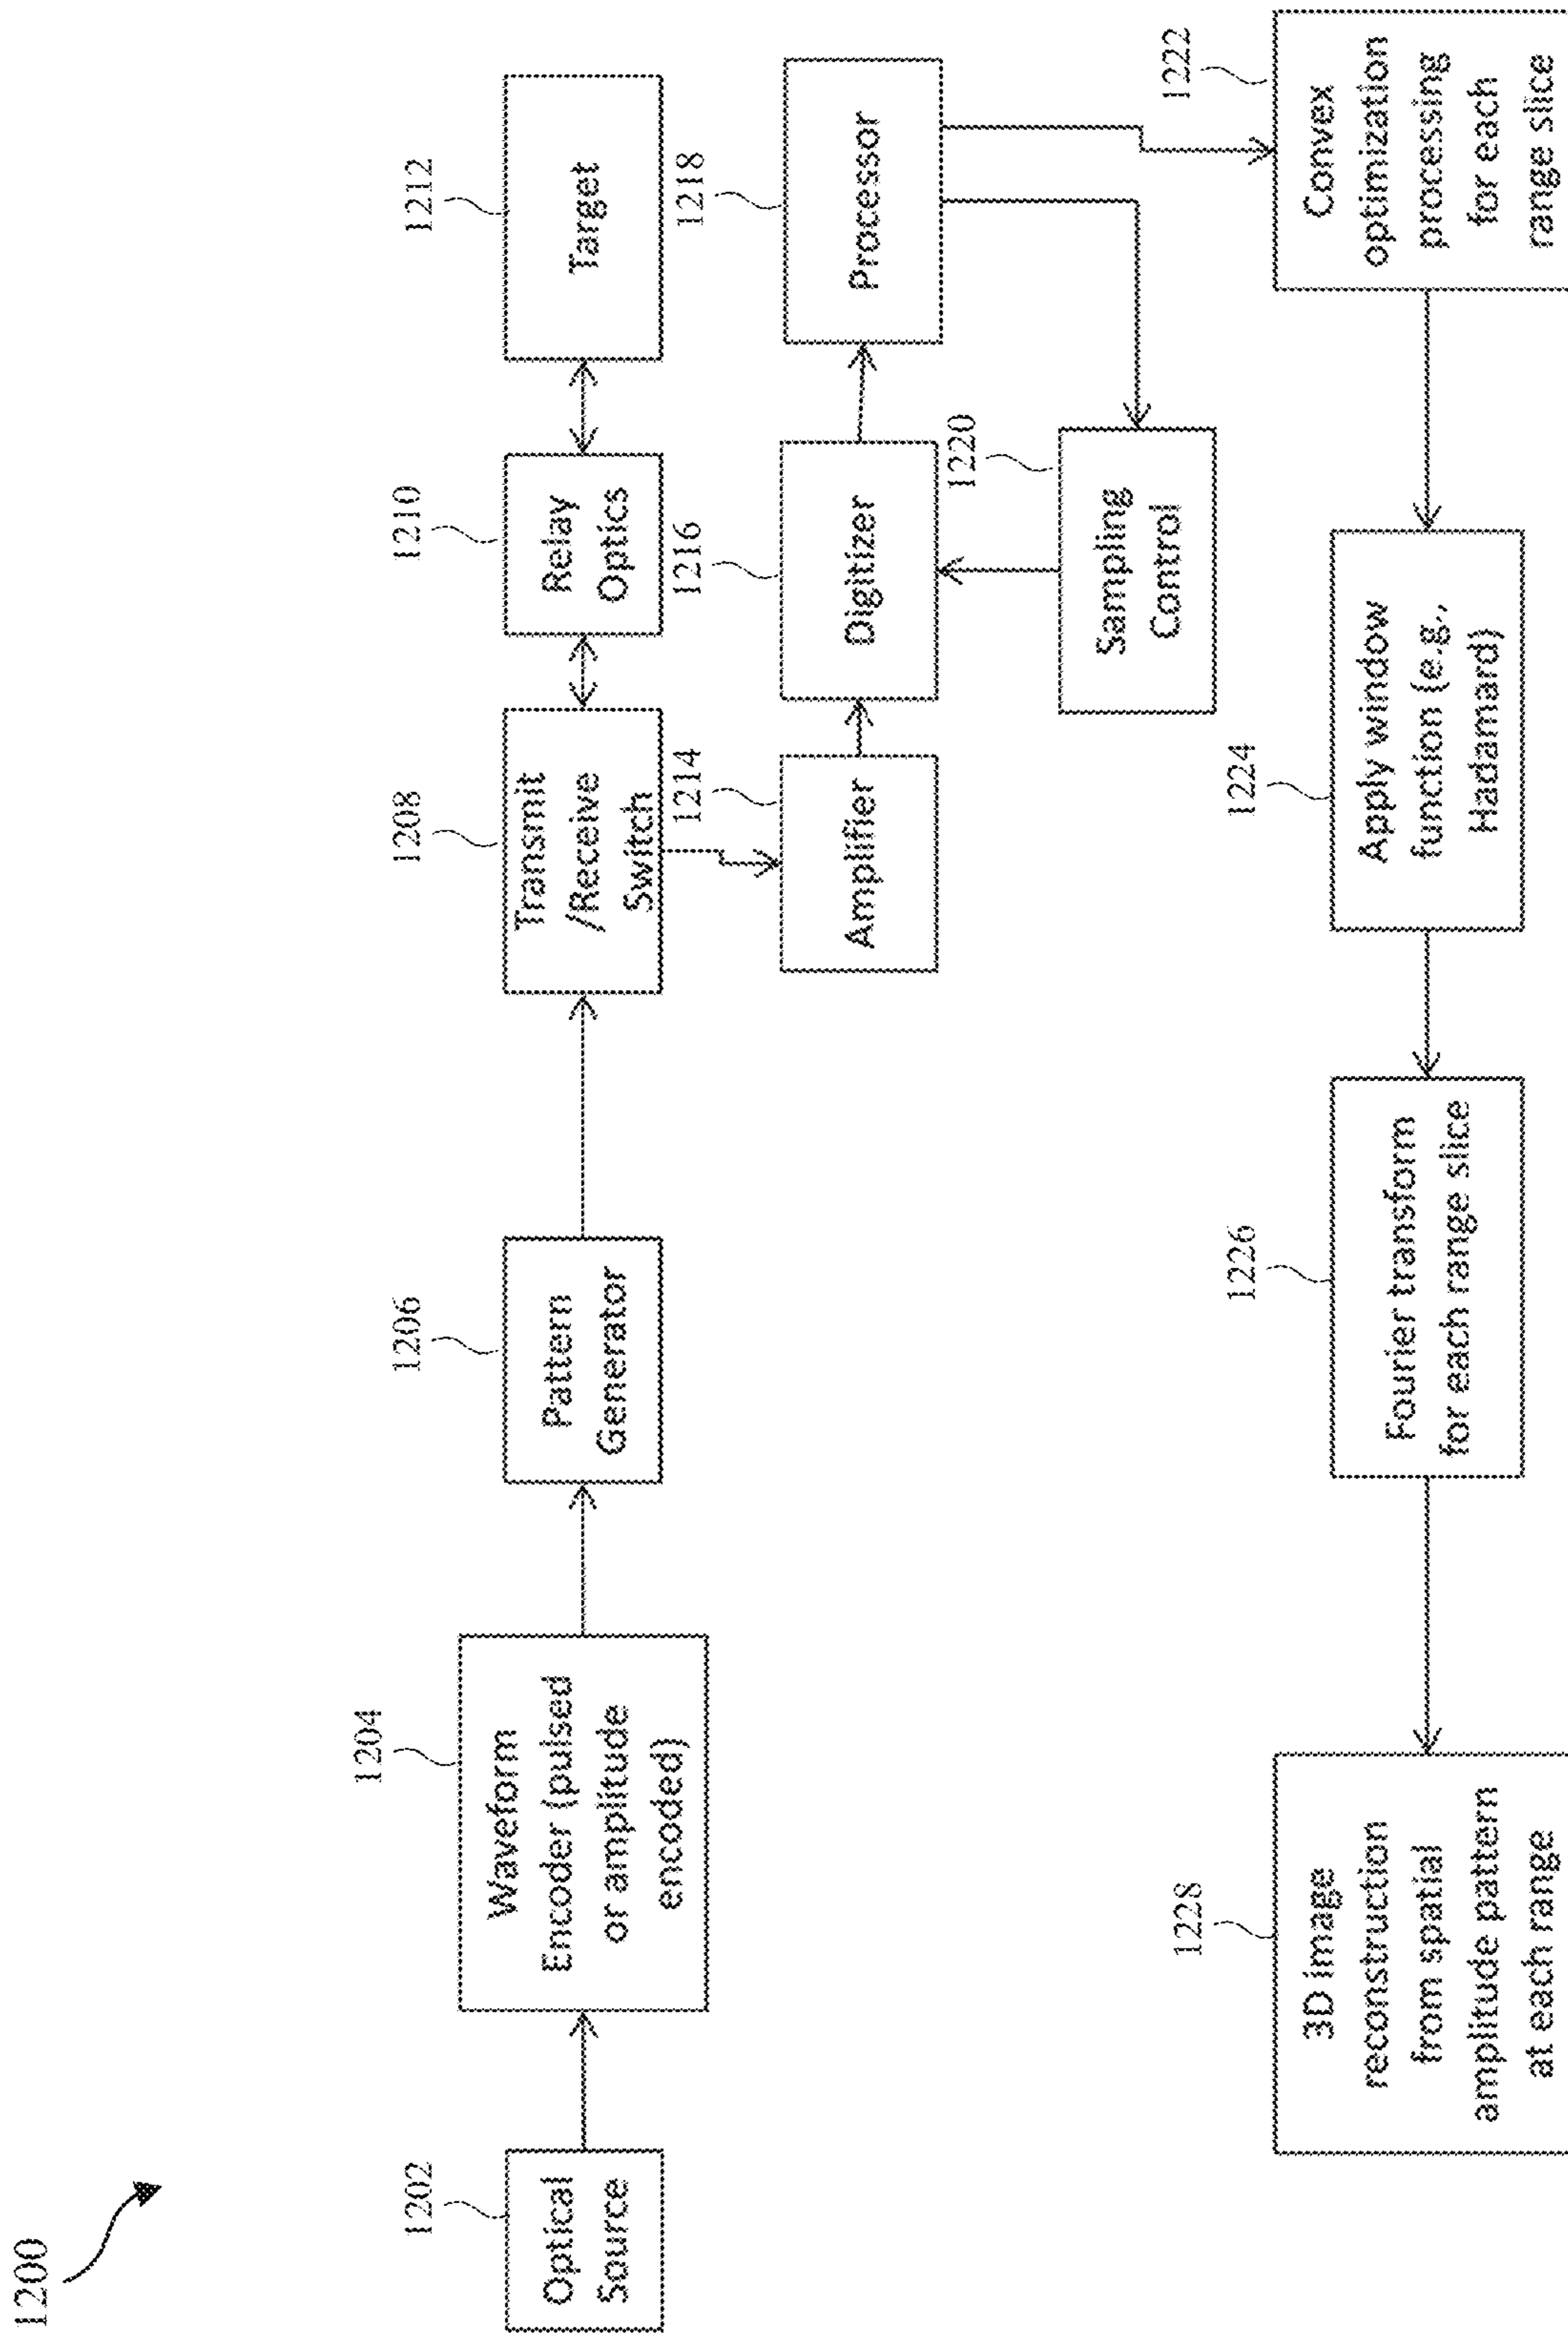 1200
1202
Optical
Source
1204
Waveform
Encoder (pulsed
or amplitude
encoded)
1206
Pattern
Generator
1208
Transmit
/Receive
Switch
1210
Relay
Optics
1212
Target
1214
Amplifier
1216
Digitizer
1218
Processor
1220
Sampling
Control
1222
Convex
optimization
processing
for each
range slice
1224
Apply window
function (e.g.,
Hadamard)
1226
Fourier transform
for each range slice
1228
3D image
reconstruction
from spatial
amplitude pattern
at each range